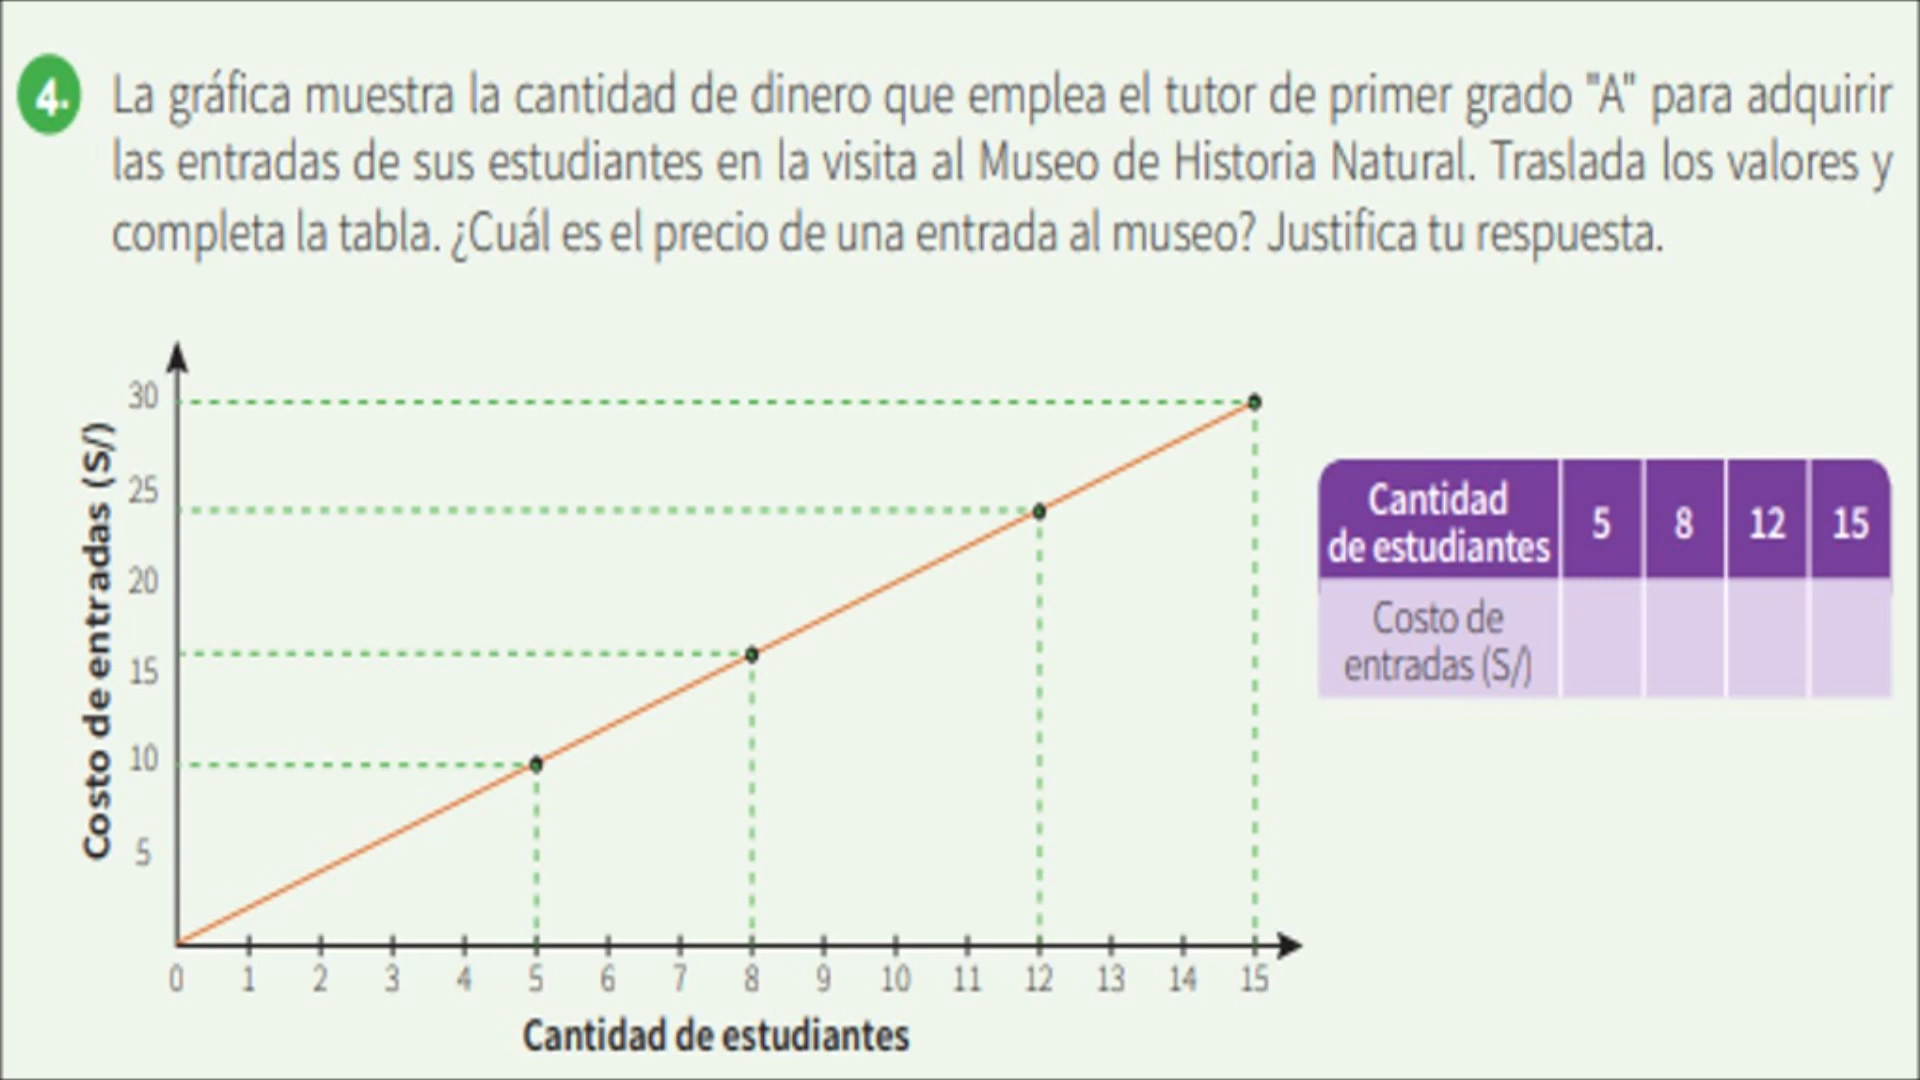 4.
La gráfica muestra la cantidad de dinero que emplea el tutor de primer grado "A" para adquirir
las entradas de sus estudiantes en la visita al Museo de Historia Natural. Traslada los valores y
completa la tabla. ¿Cuál es el precio de una entrada al museo? Justifica tu respuesta.
Costo de entradas (S/)
30
25
20
15
10
5
0 1 2 3 4 5 6 7 8 9 10 11 12 13 14 15
Cantidad de estudiantes
Cantidad
de estudiantes
5 8 12 15
Costo de
entradas (S/)